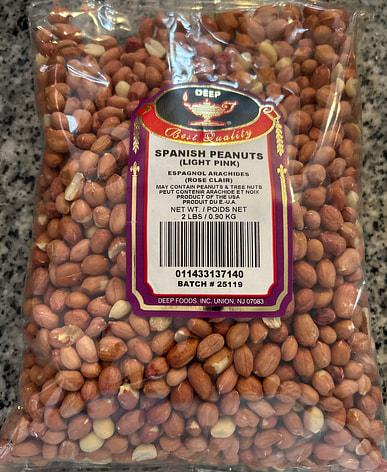 DEEP
Best Quality
SPANISH PEANUTS
(LIGHT PINK)
ESPAGNOL ARACHIDES
(ROSE CLAIR)
MAY CONTAIN PEANUTS & TREE NUTS
PEUT CONTENIR ARACHIDE ET NOIX
PRODUCT OF THE USA
PRODUIT DU E-U.A.
NET WT. / POIDS NET
2 LBS / 0.90 KG
011433137140
BATCH # 25119
DEEP FOODS, INC. UNION, NJ 07083